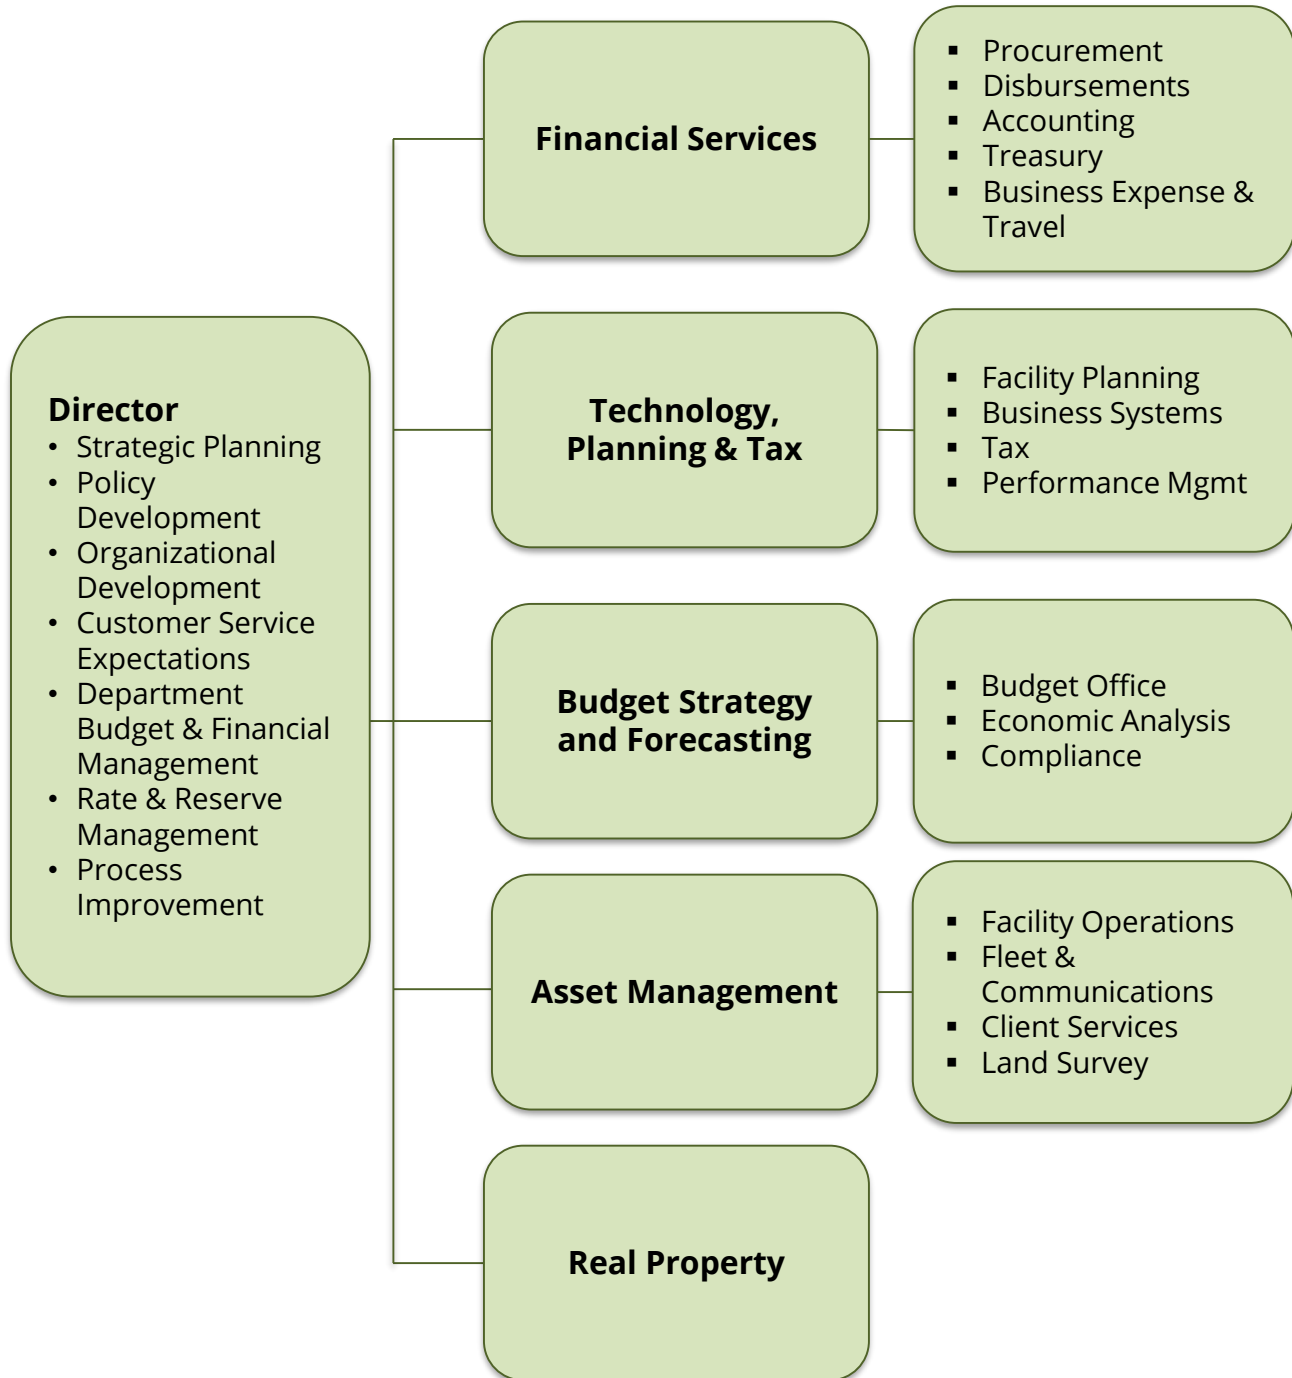 Director
• Strategic Planning
• Policy
Development
• Organizational
Development
• Customer Service
Expectations
• Department
Budget & Financial
Management
• Rate & Reserve
Management
• Process
Improvement
Financial Services
▪ Procurement
▪ Disbursements
▪ Accounting
▪ Treasury
▪ Business Expense &
Travel
Technology,
Planning & Tax
▪ Facility Planning
▪ Business Systems
▪ Tax
▪ Performance Mgmt
Budget Strategy
and Forecasting
▪ Budget Office
▪ Economic Analysis
▪ Compliance
Asset Management
▪ Facility Operations
▪ Fleet &
Communications
▪ Client Services
▪ Land Survey
Real Property